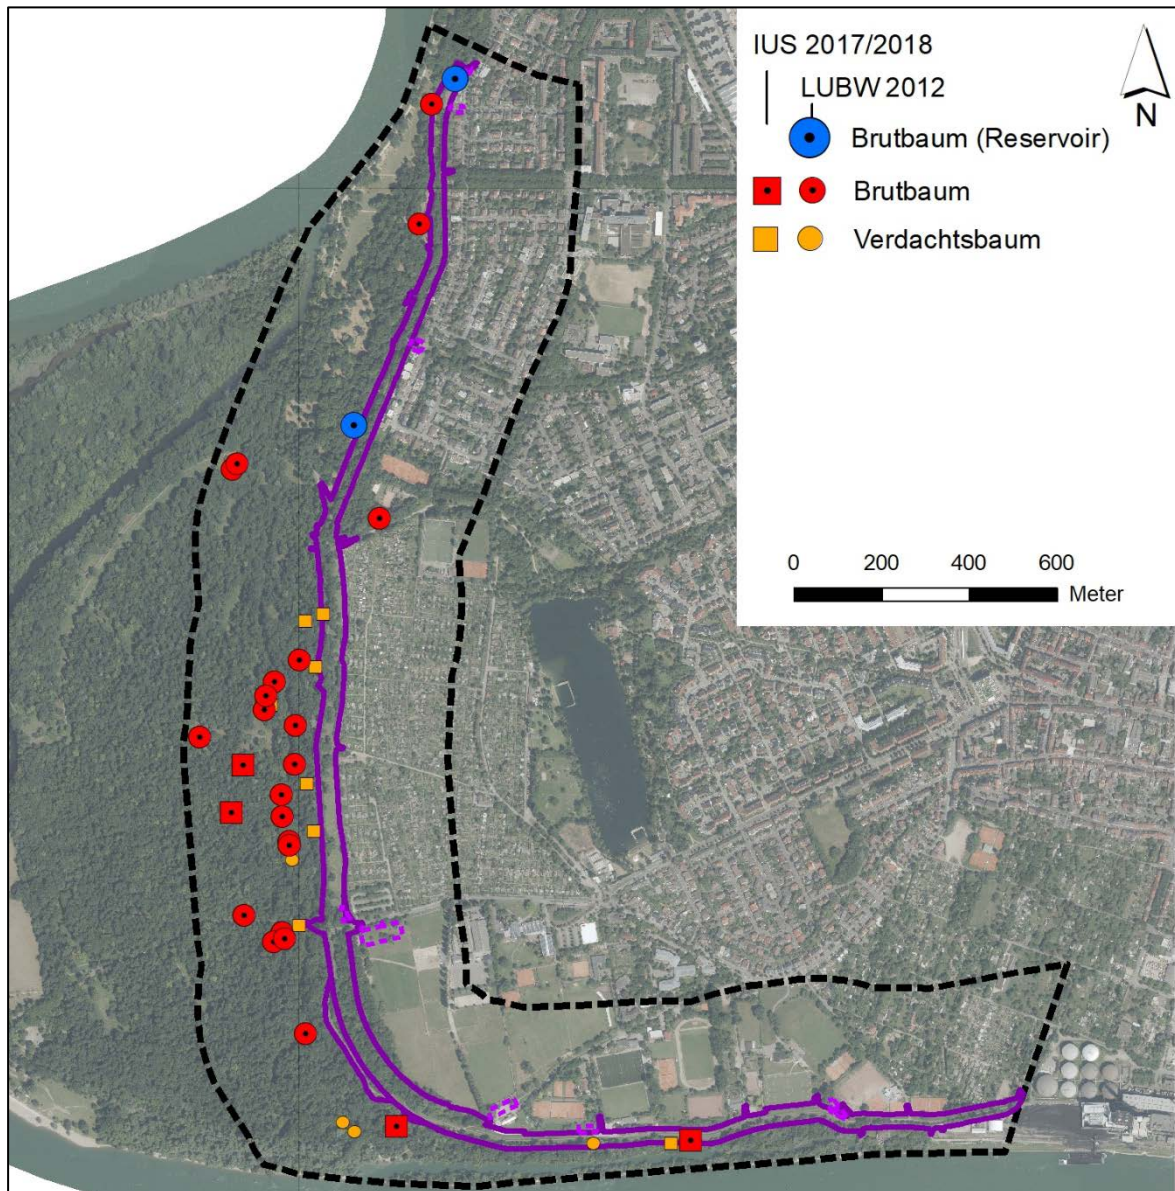 IUS 2017/2018
LUBW 2012
N
Brutbaum (Reservoir)
Brutbaum
Verdachtsbaum
0 200 400 600
Meter